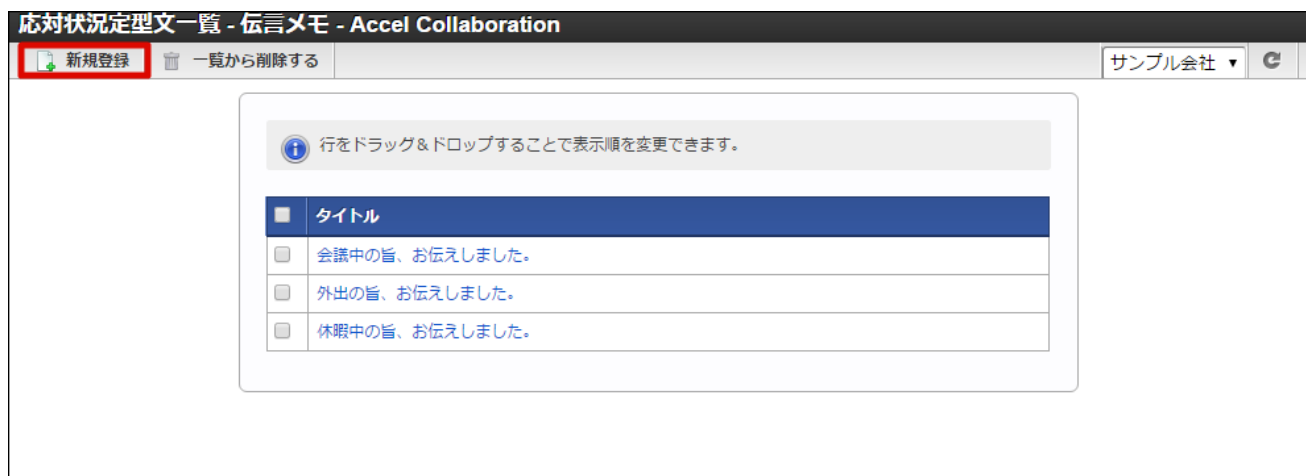 応対状況定型文一覧 - 伝言メモ - Accel Collaboration
新規登録 一覧から削除する サンプル会社
行をドラッグ&ドロップすることで表示順を変更できます。
タイトル
会議中の旨、お伝えしました。
外出の旨、お伝えしました。
休暇中の旨、お伝えしました。